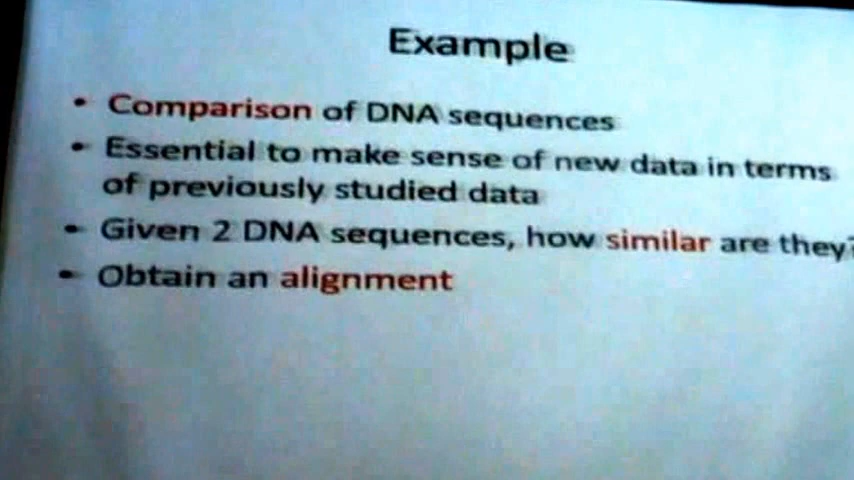 Example
• Comparison of DNA sequences
• Essential to make sense of new data in terms
of previously studied data
• Given 2 DNA sequences, how similar are they?
• Obtain an alignment